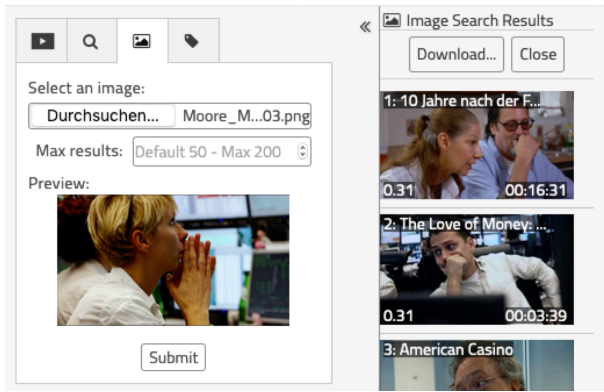 Select an image:
Durchsuchen... Moore_M...03.png
Max results: Default 50 - Max 200
Preview:
Submit
«
Image Search Results
Download... Close
1: 10 Jahre nach der F...
0.31 00:16:31
2: The Love of Money: ...
0.31 00:03:39
3: American Casino